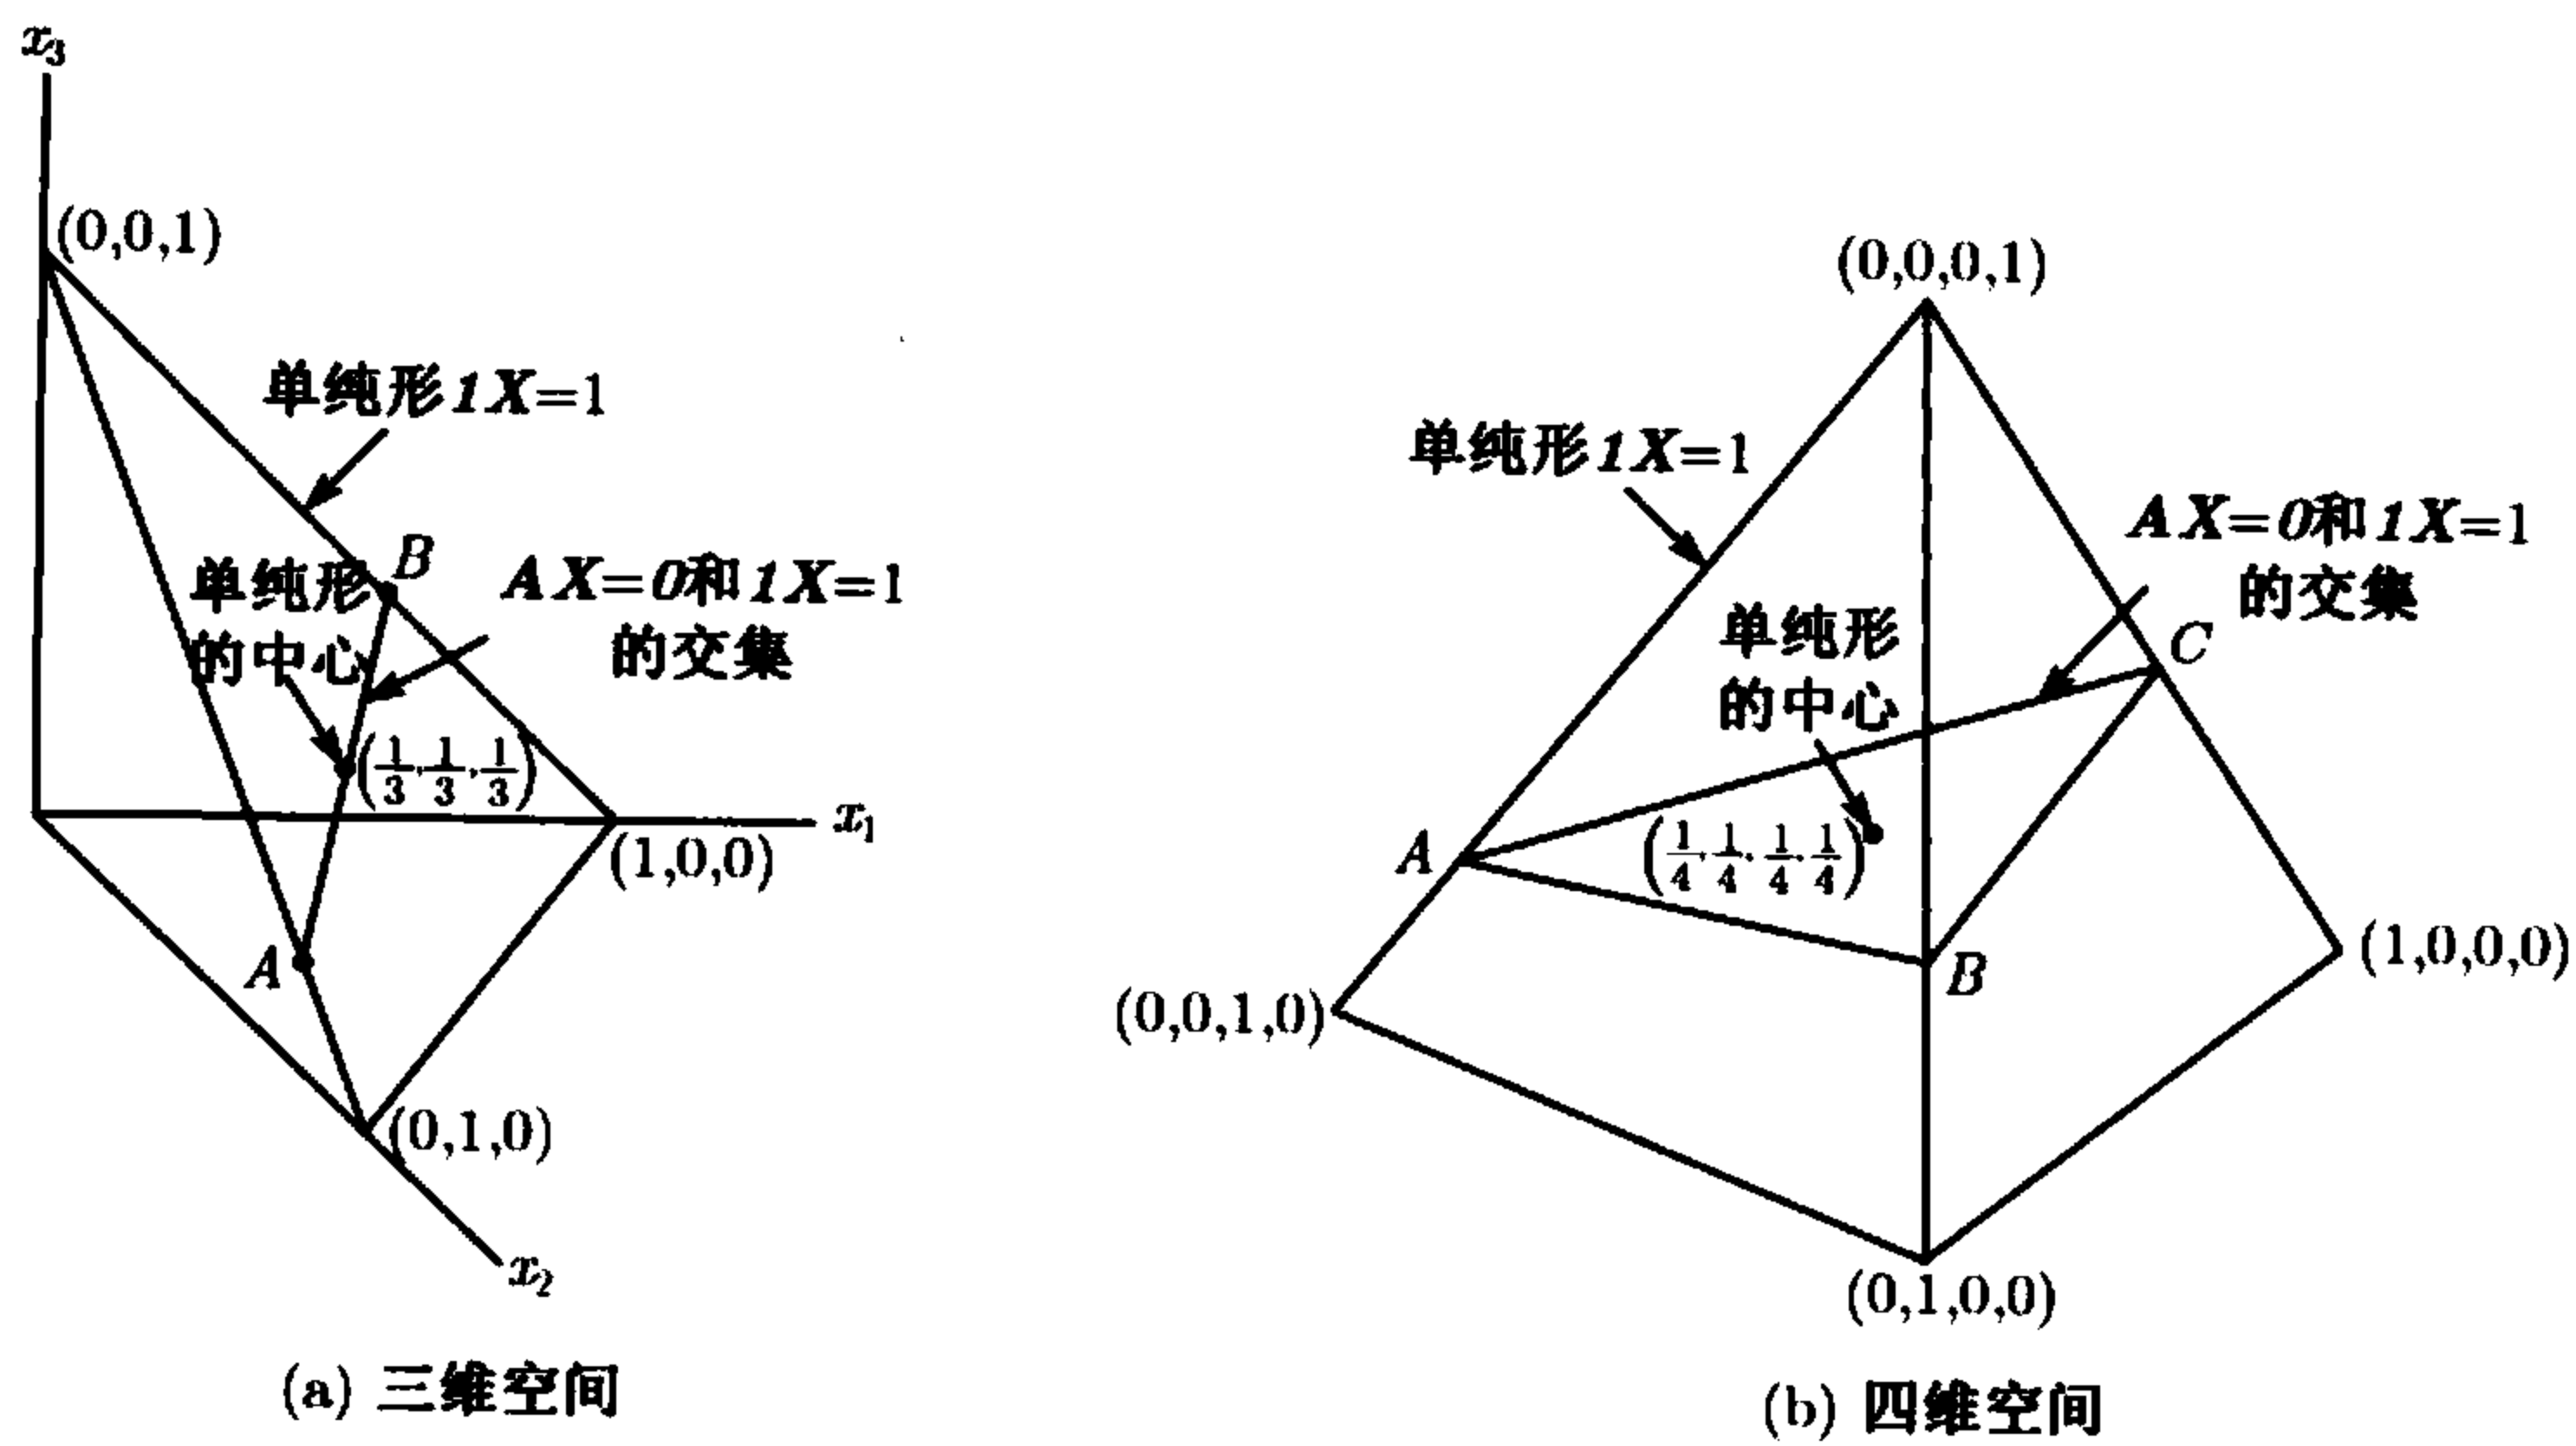 x₃
(0,0,1)
单纯形1X=1
B
单纯形
的中心
AX=0和1X=1
的交集
(1/3,1/3,1/3)
x₁
(1,0,0)
A
(0,1,0)
x₂
(a) 三维空间
(0,0,0,1)
单纯形1X=1
AX=0和1X=1
的交集
单纯形
的中心
C
A
(1/4,1/4,1/4,1/4)
B
(1,0,0,0)
(0,0,1,0)
(0,1,0,0)
(b) 四维空间